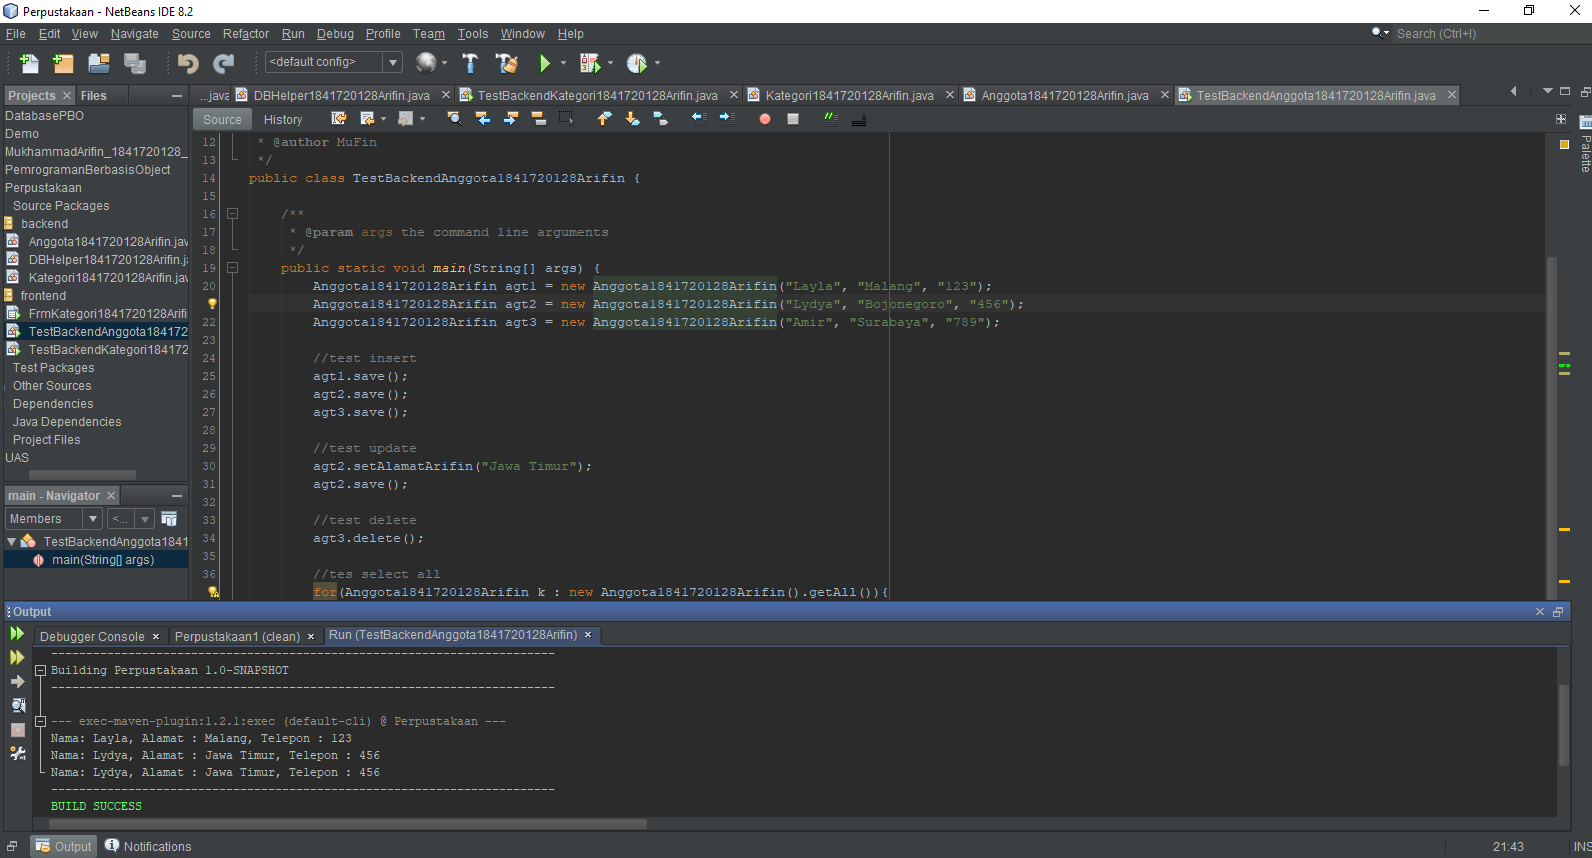 Perpustakaan - NetBeans IDE 8.2
File Edit View Navigate Source Refactor Run Debug Profile Team Tools Window Help
Search (Ctrl+I)
<default config>
Projects Files
...java DBHelper1841720128Arifin.java TestBackendKategori1841720128Arifin.java Kategori1841720128Arifin.java Anggota1841720128Arifin.java TestBackendAnggota1841720128Arifin.java
Source History
Palette
DatabasePBO
Demo
MukhammadArifin_1841720128_
PemrogramanBerbasisObject
Perpustakaan
Source Packages
backend
Anggota1841720128Arifin.jav
DBHelper1841720128Arifin.j
Kategori1841720128Arifin.jav
frontend
FrmKategori1841720128Arifi
TestBackendAnggota184172
TestBackendKategori184172
Test Packages
Other Sources
Dependencies
Java Dependencies
Project Files
UAS
main - Navigator
Members <...
TestBackendAnggota1841
main(String[] args)
12 * @author MuFin
13 */
14 public class TestBackendAnggota1841720128Arifin {
15
16 /**
17 * @param args the command line arguments
18 */
19 public static void main(String[] args) {
20 Anggota1841720128Arifin agt1 = new Anggota1841720128Arifin("Layla", "Malang", "123");
Anggota1841720128Arifin agt2 = new Anggota1841720128Arifin("Lydya", "Bojonegoro", "456");
22 Anggota1841720128Arifin agt3 = new Anggota1841720128Arifin("Amir", "Surabaya", "789");
23
24 //test insert
25 agt1.save();
26 agt2.save();
27 agt3.save();
28
29 //test update
30 agt2.setAlamatArifin("Jawa Timur");
31 agt2.save();
32
33 //test delete
34 agt3.delete();
35
36 //tes select all
for(Anggota1841720128Arifin k : new Anggota1841720128Arifin().getAll()){
Output
Debugger Console Perpustakaan1 (clean) Run (TestBackendAnggota1841720128Arifin)
------------------------------------------------------------------------
Building Perpustakaan 1.0-SNAPSHOT
------------------------------------------------------------------------
--- exec-maven-plugin:1.2.1:exec (default-cli) @ Perpustakaan ---
Nama: Layla, Alamat : Malang, Telepon : 123
Nama: Lydya, Alamat : Jawa Timur, Telepon : 456
Nama: Lydya, Alamat : Jawa Timur, Telepon : 456
------------------------------------------------------------------------
BUILD SUCCESS
Output Notifications
21:43 INS